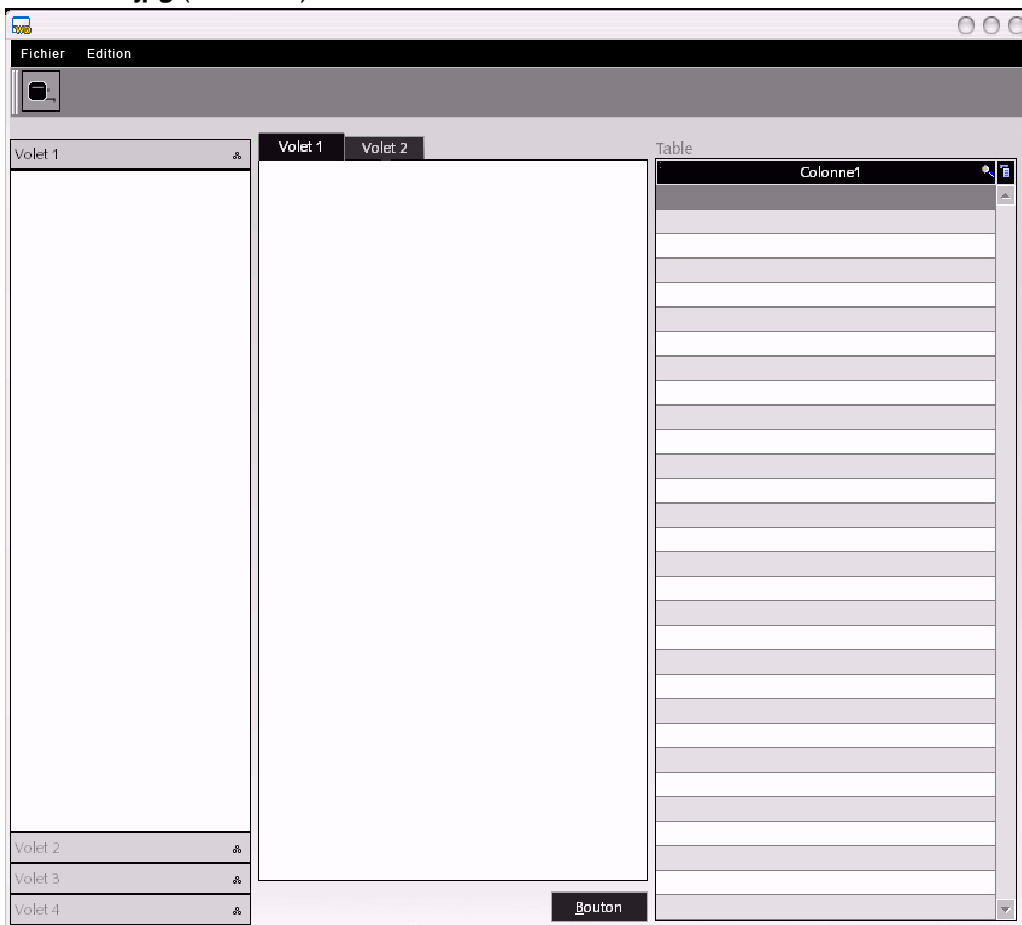 Fichier Edition
Volet 1
Volet 1 Volet 2
Table
Colonne1
Volet 2
Volet 3
Volet 4
Bouton